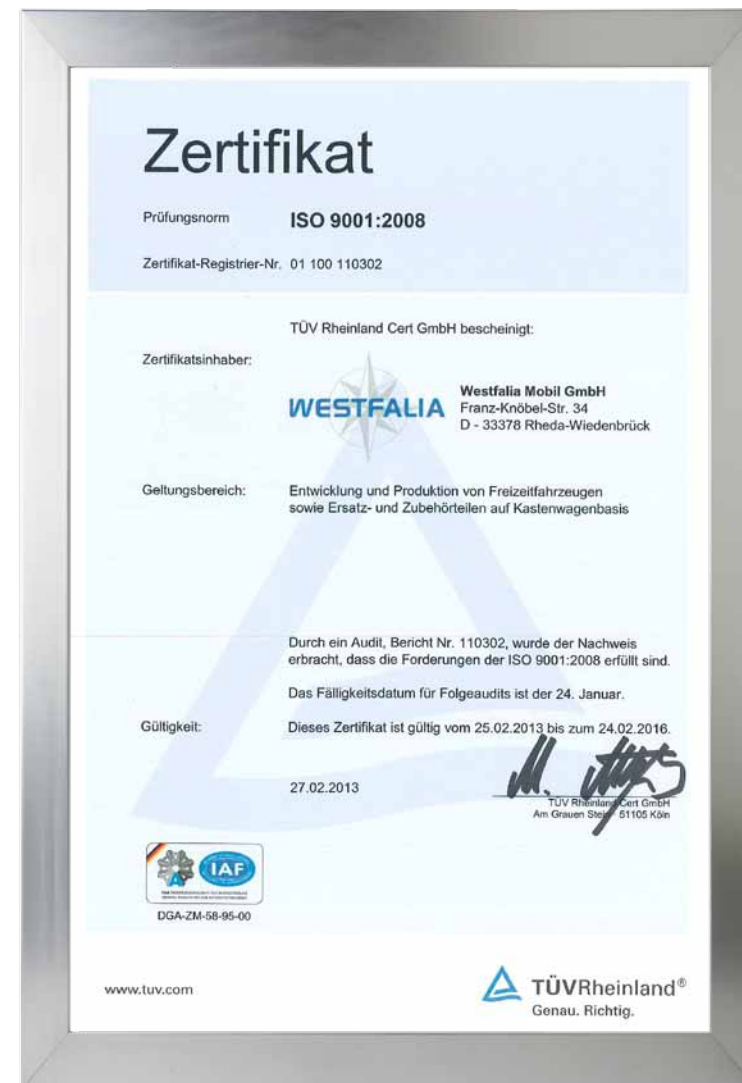 Zertifikat
Prüfungsnorm ISO 9001:2008
Zertifikat-Registrier-Nr. 01 100 110302
TÜV Rheinland Cert GmbH bescheinigt:
Zertifikatsinhaber:
WESTFALIA
Westfalia Mobil GmbH
Franz-Knöbel-Str. 34
D - 33378 Rheda-Wiedenbrück
Geltungsbereich: Entwicklung und Produktion von Freizeitfahrzeugen
sowie Ersatz- und Zubehörteilen auf Kastenwagenbasis
Durch ein Audit, Bericht Nr. 110302, wurde der Nachweis
erbracht, dass die Forderungen der ISO 9001:2008 erfüllt sind.
Das Fälligkeitsdatum für Folgeaudits ist der 24. Januar.
Gültigkeit: Dieses Zertifikat ist gültig vom 25.02.2013 bis zum 24.02.2016.
27.02.2013
TÜV Rheinland Cert GmbH
Am Grauen Stein 51105 Köln
IAF
DGA-ZM-58-95-00
www.tuv.com
TÜVRheinland®
Genau. Richtig.